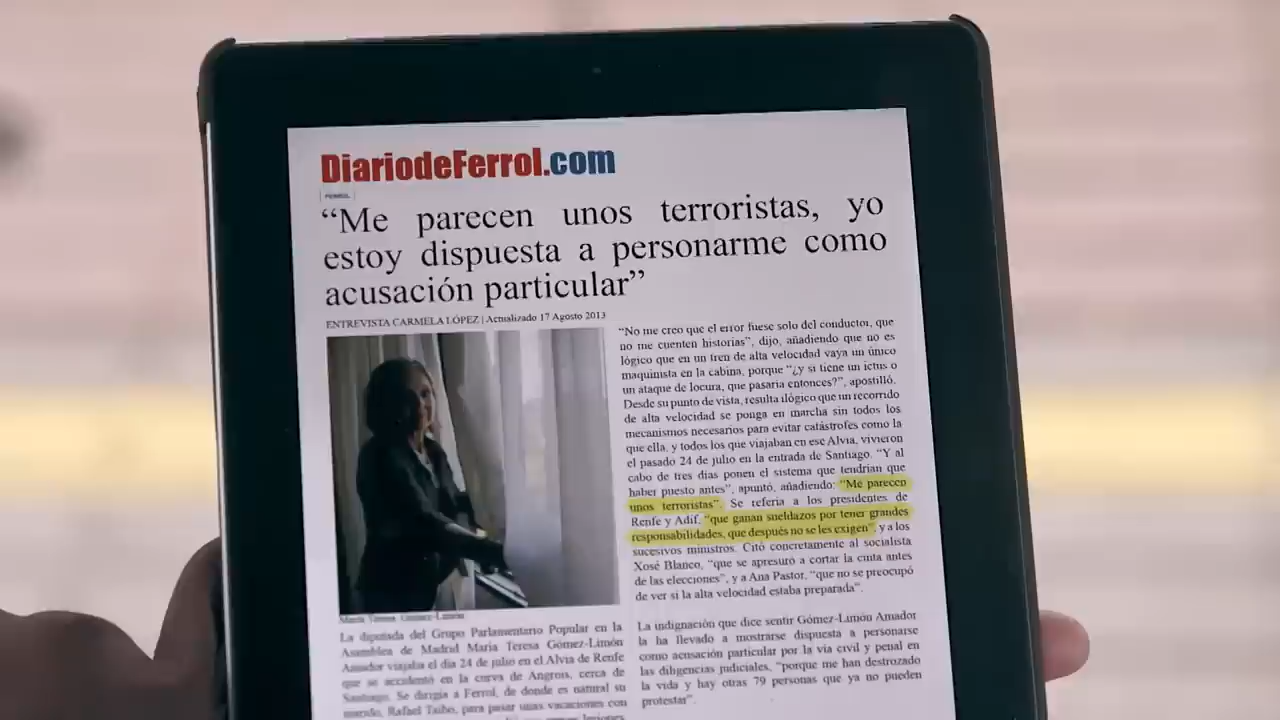 DiariodeFerrol.com
FERROL
“Me parecen unos terroristas, yo
estoy dispuesta a personarme como
acusación particular”
ENTREVISTA CARMELA LÓPEZ | Actualizado 17 Agosto 2013
“No me creo que el error fuese solo del conductor, que
no me cuenten historias”, dijo, añadiendo que no es
lógico que en un tren de alta velocidad vaya un único
maquinista en la cabina, porque “¿y si tiene un ictus o
un ataque de locura, que pasaria entonces?”, apostilló.
Desde su punto de vista, resulta ilógico que un recorrido
de alta velocidad se ponga en marcha sin todos los
mecanismos necesarios para evitar catástrofes como la
que ella, y todos los que viajaban en ese Alvia, vivieron
el pasado 24 de julio en la entrada de Santiago. “Y al
cabo de tres dias ponen el sistema que tendrían que
haber puesto antes”, apuntó, añadiendo: “Me parecen
unos terroristas”. Se referia a los presidentes de
Renfe y Adif, “que ganan sueldazos por tener grandes
responsabilidades, que después no se les exigen”, y a los
sucesivos ministros. Citó concretamente al socialista
Xosé Blanco, “que se apresuró a cortar la cinta antes
de las elecciones”, y a Ana Pastor, “que no se preocupó
de ver si la alta velocidad estaba preparada”.
La indignación que dice sentir Gómez-Limón Amador
la ha llevado a mostrarse dispuesta a personarse
como acusación particular por la via civil y penal en
las diligencias judiciales, “porque me han destrozado
la vida y hay otras 79 personas que ya no pueden
protestar”.
María Teresa Gómez-Limón
La diputada del Grupo Parlamentario Popular en la
Asamblea de Madrid Maria Teresa Gómez-Limón
Amador viajaba el dia 24 de julio en el Alvia de Renfe
que se accidentó en la curva de Angrois, cerca de
Santiago. Se dirigia a Ferrol, de donde es natural su
marido, Rafael Taibo, para pasar unas vacaciones con